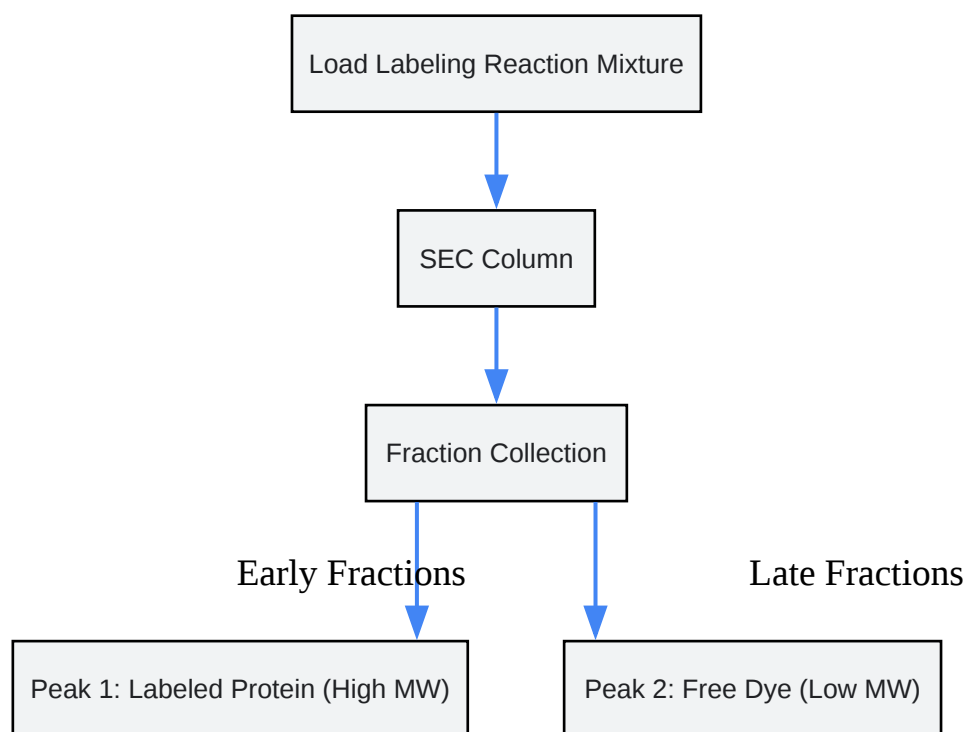 Load Labeling Reaction Mixture
SEC Column
Fraction Collection
Early Fractions
Late Fractions
Peak 1: Labeled Protein (High MW)
Peak 2: Free Dye (Low MW)